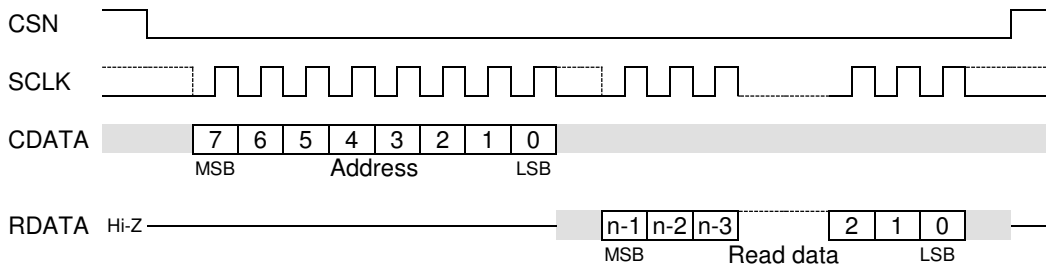 CSN
SCLK
CDATA 7 6 5 4 3 2 1 0
MSB Address LSB
RDATA Hi-Z n-1 n-2 n-3 2 1 0
MSB Read data LSB